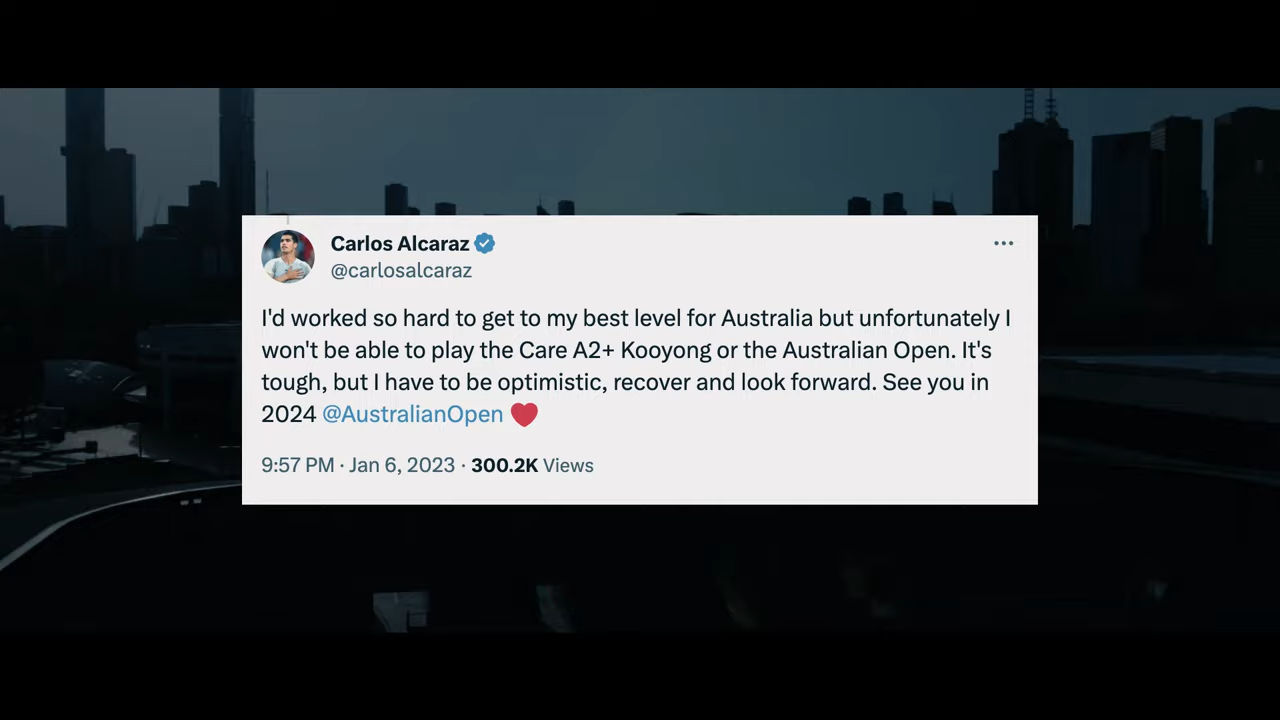 Carlos Alcaraz
@carlosalcaraz
I'd worked so hard to get to my best level for Australia but unfortunately I
won't be able to play the Care A2+ Kooyong or the Australian Open. It's
tough, but I have to be optimistic, recover and look forward. See you in
2024 @AustralianOpen ❤️
9:57 PM · Jan 6, 2023 · 300.2K Views